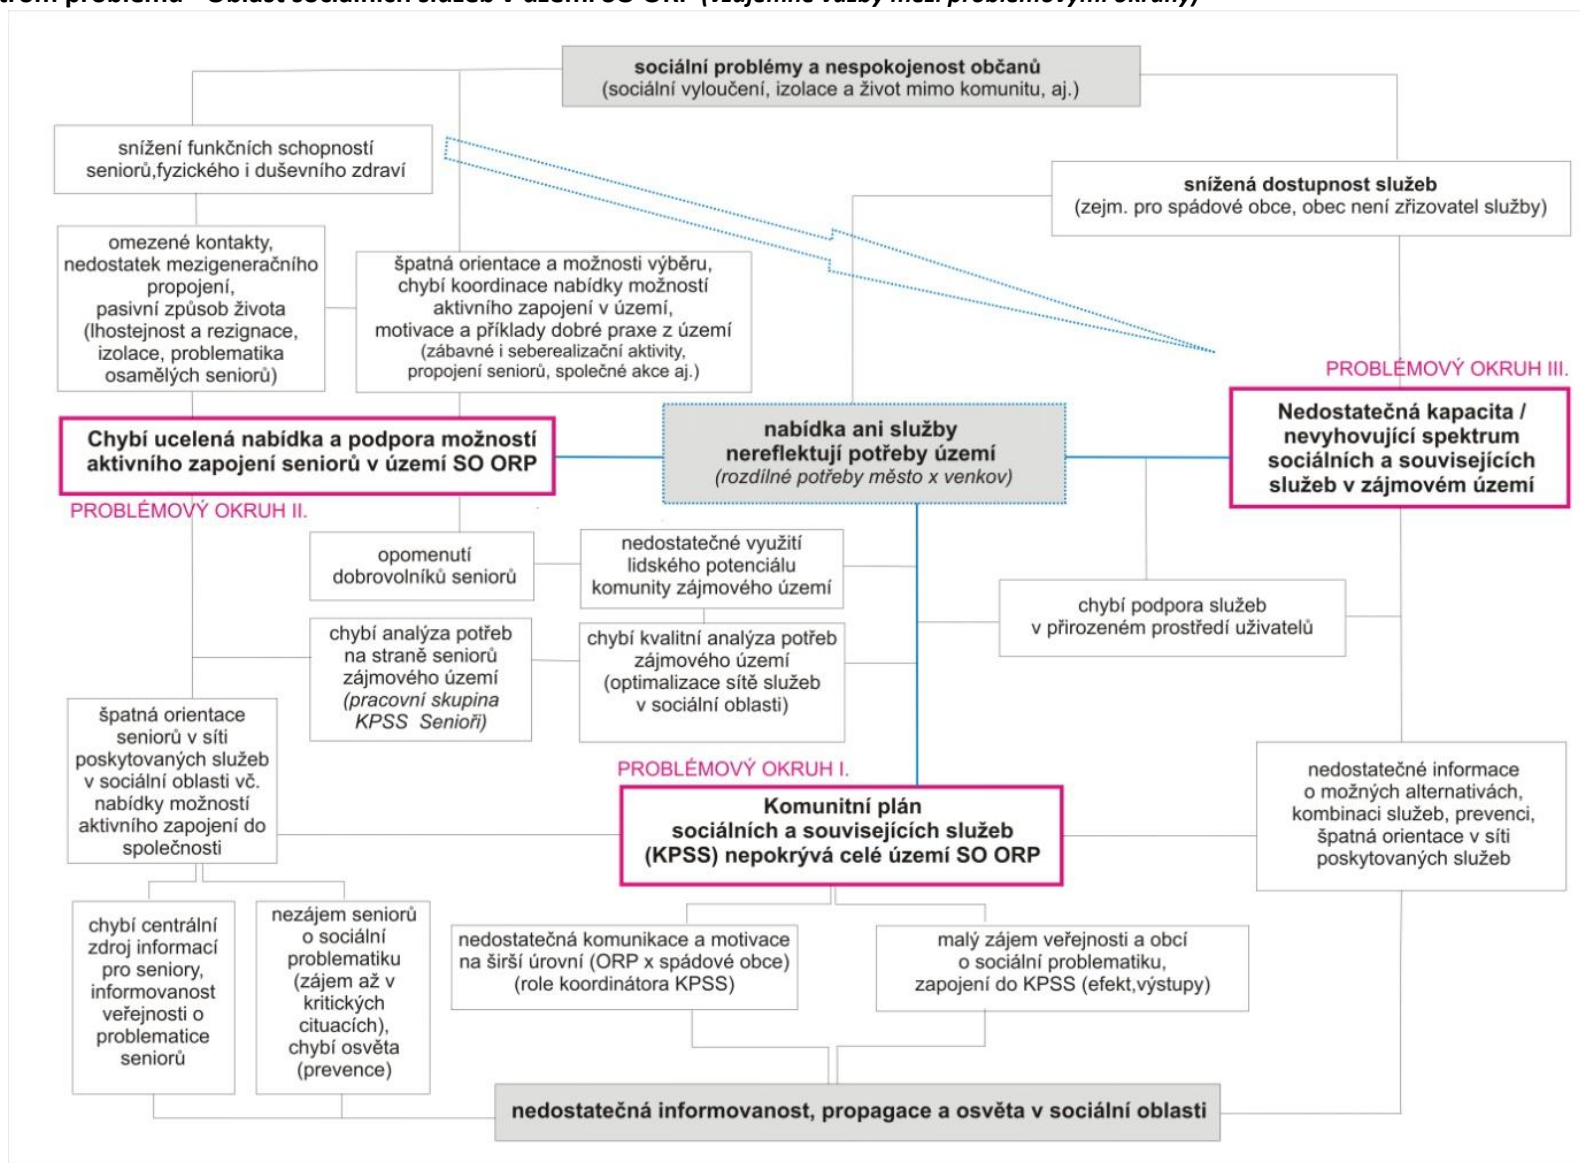 sociální problémy a nespokojenost občanů
(sociální vyloučení, izolace a život mimo komunitu, aj.)
snížení funkčních schopností
seniorů,fyzického i duševního zdraví
snížená dostupnost služeb
(zejm. pro spádové obce, obec není zřizovatel služby)
omezené kontakty,
nedostatek mezigeneračního
propojení,
pasivní způsob života
(lhostejnost a rezignace,
izolace, problematika
osamělých seniorů)
špatná orientace a možnosti výběru,
chybí koordinace nabídky možností
aktivního zapojení v území,
motivace a příklady dobré praxe z území
(zábavné i seberealizační aktivity,
propojení seniorů, společné akce aj.)
PROBLÉMOVÝ OKRUH III.
Chybí ucelená nabídka a podpora možností
aktivního zapojení seniorů v území SO ORP
PROBLÉMOVÝ OKRUH II.
nabídka ani služby
nereflektují potřeby území
(rozdílné potřeby město x venkov)
Nedostatečná kapacita /
nevyhovující spektrum
sociálních a souvisejících
služeb v zájmovém území
opomenutí
dobrovolníků seniorů
nedostatečné využití
lidského potenciálu
komunity zájmového území
chybí podpora služeb
v přirozeném prostředí uživatelů
chybí analýza potřeb
na straně seniorů
zájmového území
(pracovní skupina
KPSS Senioři)
chybí kvalitní analýza potřeb
zájmového území
(optimalizace sítě služeb
v sociální oblasti)
špatná orientace
seniorů v síti
poskytovaných služeb
v sociální oblasti vč.
nabídky možností
aktivního zapojení do
společnosti
PROBLÉMOVÝ OKRUH I.
Komunitní plán
sociálních a souvisejících služeb
(KPSS) nepokrývá celé území SO ORP
nedostatečné informace
o možných alternativách,
kombinaci služeb, prevenci,
špatná orientace v síti
poskytovaných služeb
chybí centrální
zdroj informací
pro seniory,
informovanost
veřejnosti o
problematice
seniorů
nezájem seniorů
o sociální
problematiku
(zájem až v
kritických
cituacích),
chybí osvěta
(prevence)
nedostatečná komunikace a motivace
na širší úrovní (ORP x spádové obce)
(role koordinátora KPSS)
malý zájem veřejnosti a obcí
o sociální problematiku,
zapojení do KPSS (efekt,výstupy)
nedostatečná informovanost, propagace a osvěta v sociální oblasti